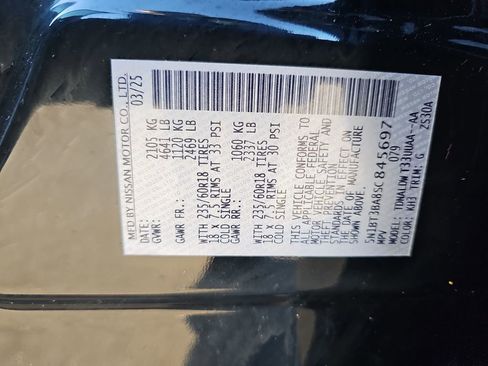 MFD BY NISSAN MOTOR CO., LTD.
03/25
GVWR: 2105 KG
4641 LB
GAWR FR.: 1120 KG
2469 LB
WITH 235/60R18 TIRES
18 x 7.5 RIMS AT 33 PSI
COLD SINGLE
GAWR RR.: 1060 KG
2337 LB
WITH 235/60R18 TIRES
18 x 7.5 RIMS AT 30 PSI
COLD SINGLE
THIS VEHICLE CONFORMS TO
ALL APPLICABLE FEDERAL
MOTOR VEHICLE SAFETY AND
THEFT PREVENTION
STANDARDS IN EFFECT ON
THE DATE OF MANUFACTURE
SHOWN ABOVE.
5N1BT3BA8SC845697
MPV
1079
COLOR: KH3 TRIM: G
ZS30A